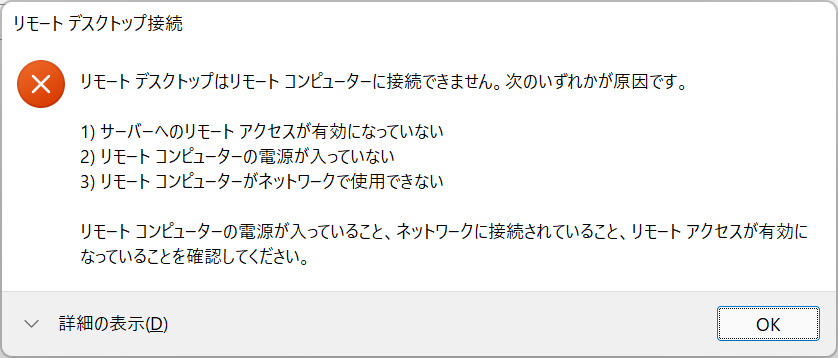 リモート デスクトップ接続
リモート デスクトップはリモート コンピューターに接続できません。次のいずれかが原因です。
1) サーバーへのリモート アクセスが有効になっていない
2) リモート コンピューターの電源が入っていない
3) リモート コンピューターがネットワークで使用できない
リモート コンピューターの電源が入っていること、ネットワークに接続されていること、リモート アクセスが有効に
なっていることを確認してください。
詳細の表示(D)
OK